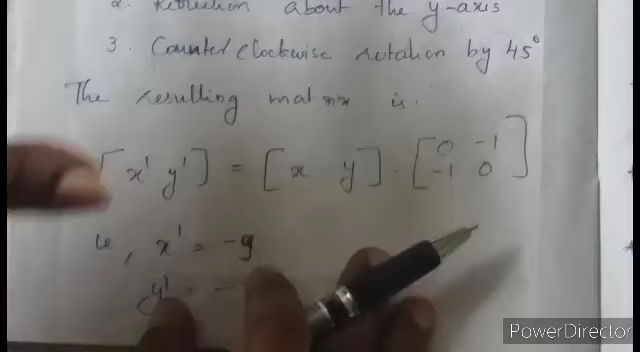 2. Reflection about the y-axis
3. Counter clockwise rotation by 45°
The resulting matrix is:
[x' y'] = [x y] . [0 -1
-1 0]
ie, x' = -y
y' = -
PowerDirector